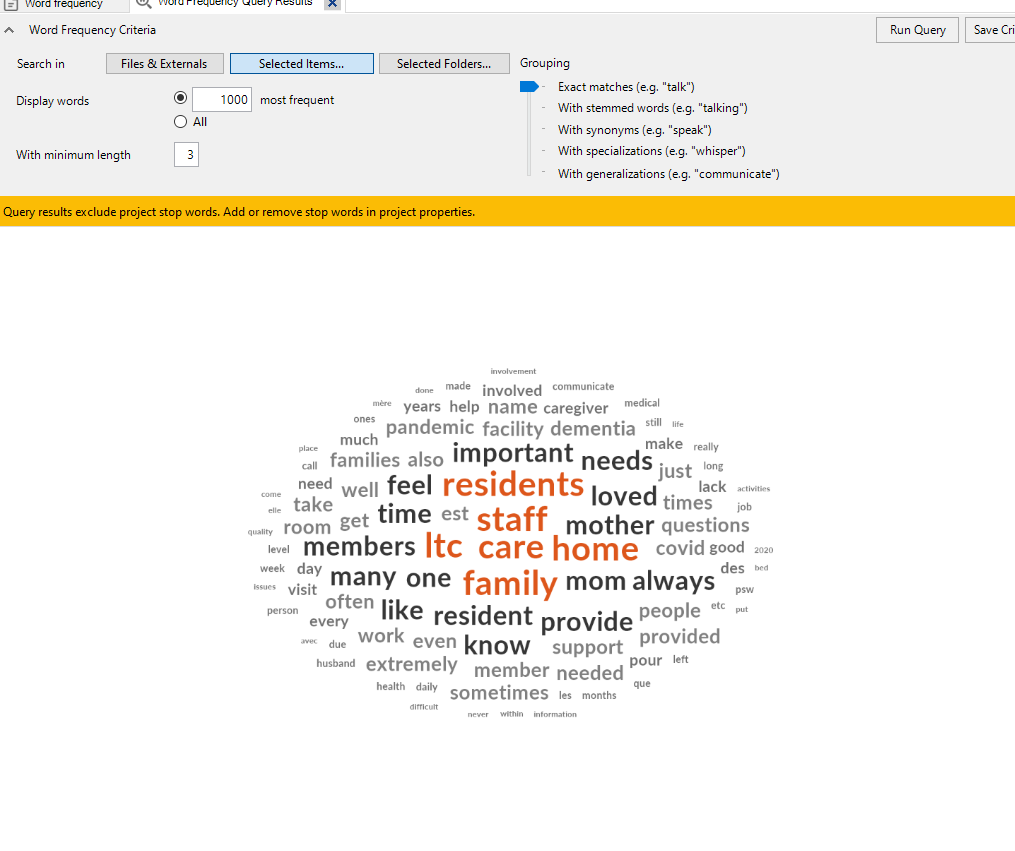 Word frequency
Word Frequency Query Results
Word Frequency Criteria
Run Query
Save Cri
Search in
Files & Externals
Selected Items...
Selected Folders...
Grouping
Display words
1000
most frequent
All
With minimum length
3
Exact matches (e.g. "talk")
With stemmed words (e.g. "talking")
With synonyms (e.g. "speak")
With specializations (e.g. "whisper")
With generalizations (e.g. "communicate")
Query results exclude project stop words. Add or remove stop words in project properties.
involvement
done made involved communicate
mère years help name caregiver medical
ones pandemic facility dementia still life
place much important make really
call families also needs just long
need feel residents loved lack activities
come well times job
elle take time est staff mother questions
quality room get
level members ltc care home covid good 2020
week day many one family mom always des bed
issues visit psw
person often like resident provide people etc put
every
avec due work even know support provided
husband extremely member needed pour left
health daily sometimes les months que
difficult
never within information